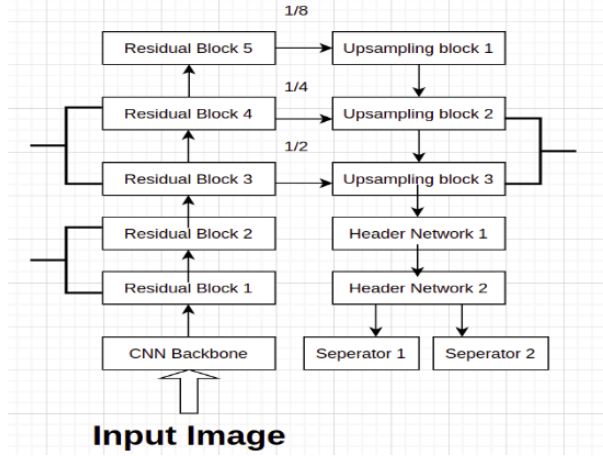 1/8
Residual Block 5
Upsampling block 1
1/4
Residual Block 4
Upsampling block 2
1/2
Residual Block 3
Upsampling block 3
Residual Block 2
Header Network 1
Residual Block 1
Header Network 2
CNN Backbone
Seperator 1
Seperator 2
Input Image